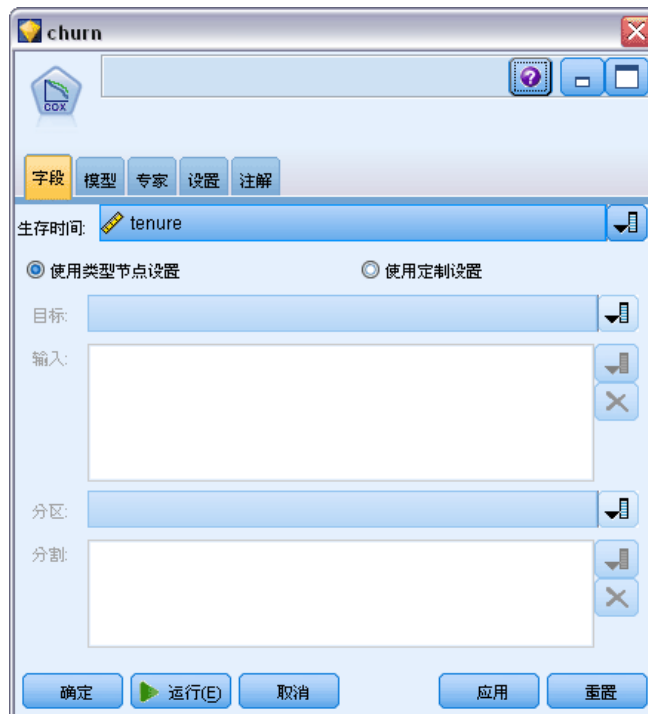 churn
COX
字段 模型 专家 设置 注解
生存时间: tenure
使用类型节点设置 使用定制设置
目标:
输入:
分区:
分割:
确定 运行(E) 取消 应用 重置